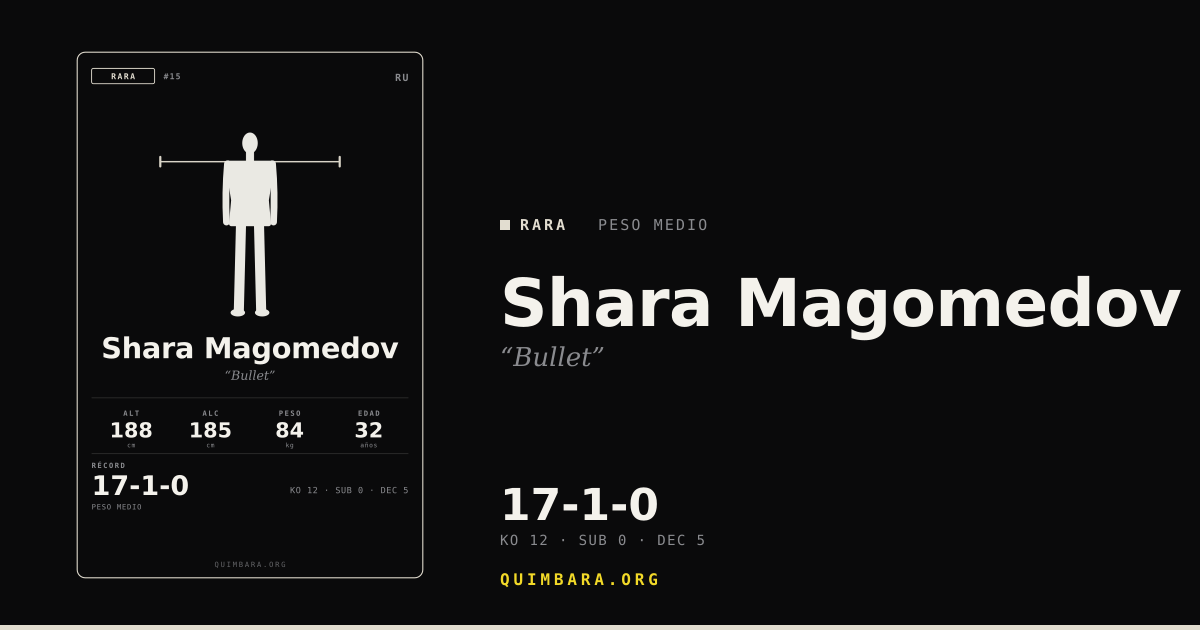 RARA #15 RU
Shara Magomedov
“Bullet”
ALT ALC PESO EDAD
188 185 84 32
cm cm kg años
RÉCORD
17-1-0 KO 12 · SUB 0 · DEC 5
PESO MEDIO
QUIMBARA.ORG
RARA PESO MEDIO
Shara Magomedov
“Bullet”
17-1-0
KO 12 · SUB 0 · DEC 5
QUIMBARA.ORG